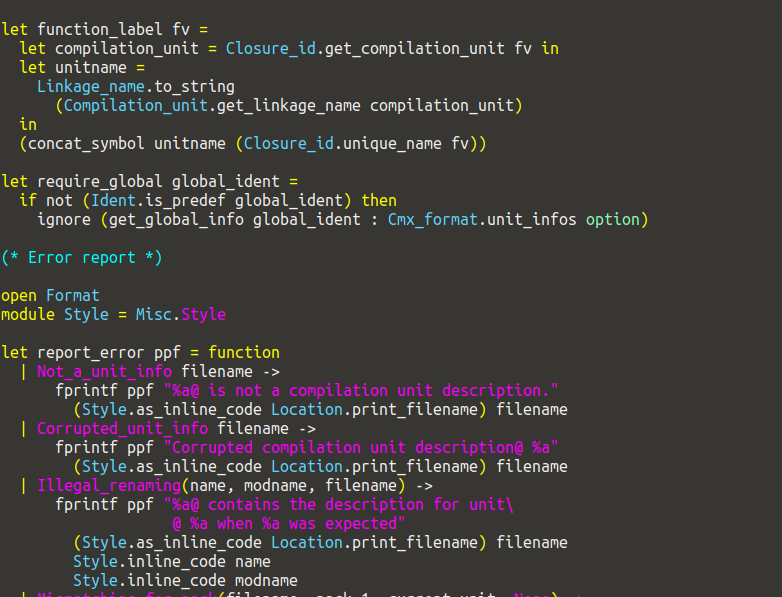 let function_label fv =
  let compilation_unit = Closure_id.get_compilation_unit fv in
  let unitname =
    Linkage_name.to_string
      (Compilation_unit.get_linkage_name compilation_unit)
  in
  (concat_symbol unitname (Closure_id.unique_name fv))

let require_global global_ident =
  if not (Ident.is_predef global_ident) then
    ignore (get_global_info global_ident : Cmx_format.unit_infos option)

(* Error report *)

open Format
module Style = Misc.Style

let report_error ppf = function
  | Not_a_unit_info filename ->
      fprintf ppf "%a@ is not a compilation unit description."
        (Style.as_inline_code Location.print_filename) filename
  | Corrupted_unit_info filename ->
      fprintf ppf "Corrupted compilation unit description@ %a"
        (Style.as_inline_code Location.print_filename) filename
  | Illegal_renaming(name, modname, filename) ->
      fprintf ppf "%a@ contains the description for unit\
                   @ %a when %a was expected"
        (Style.as_inline_code Location.print_filename) filename
        Style.inline_code name
        Style.inline_code modname